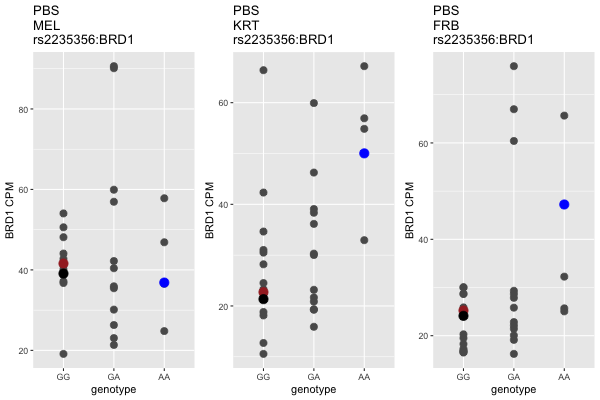 PBS
MEL
rs2235356:BRD1
BRD1 CPM
80
60
40
20
GG
GA
AA
genotype
PBS
KRT
rs2235356:BRD1
BRD1 CPM
60
40
20
GG
GA
AA
genotype
PBS
FRB
rs2235356:BRD1
BRD1 CPM
60
40
20
GG
GA
AA
genotype